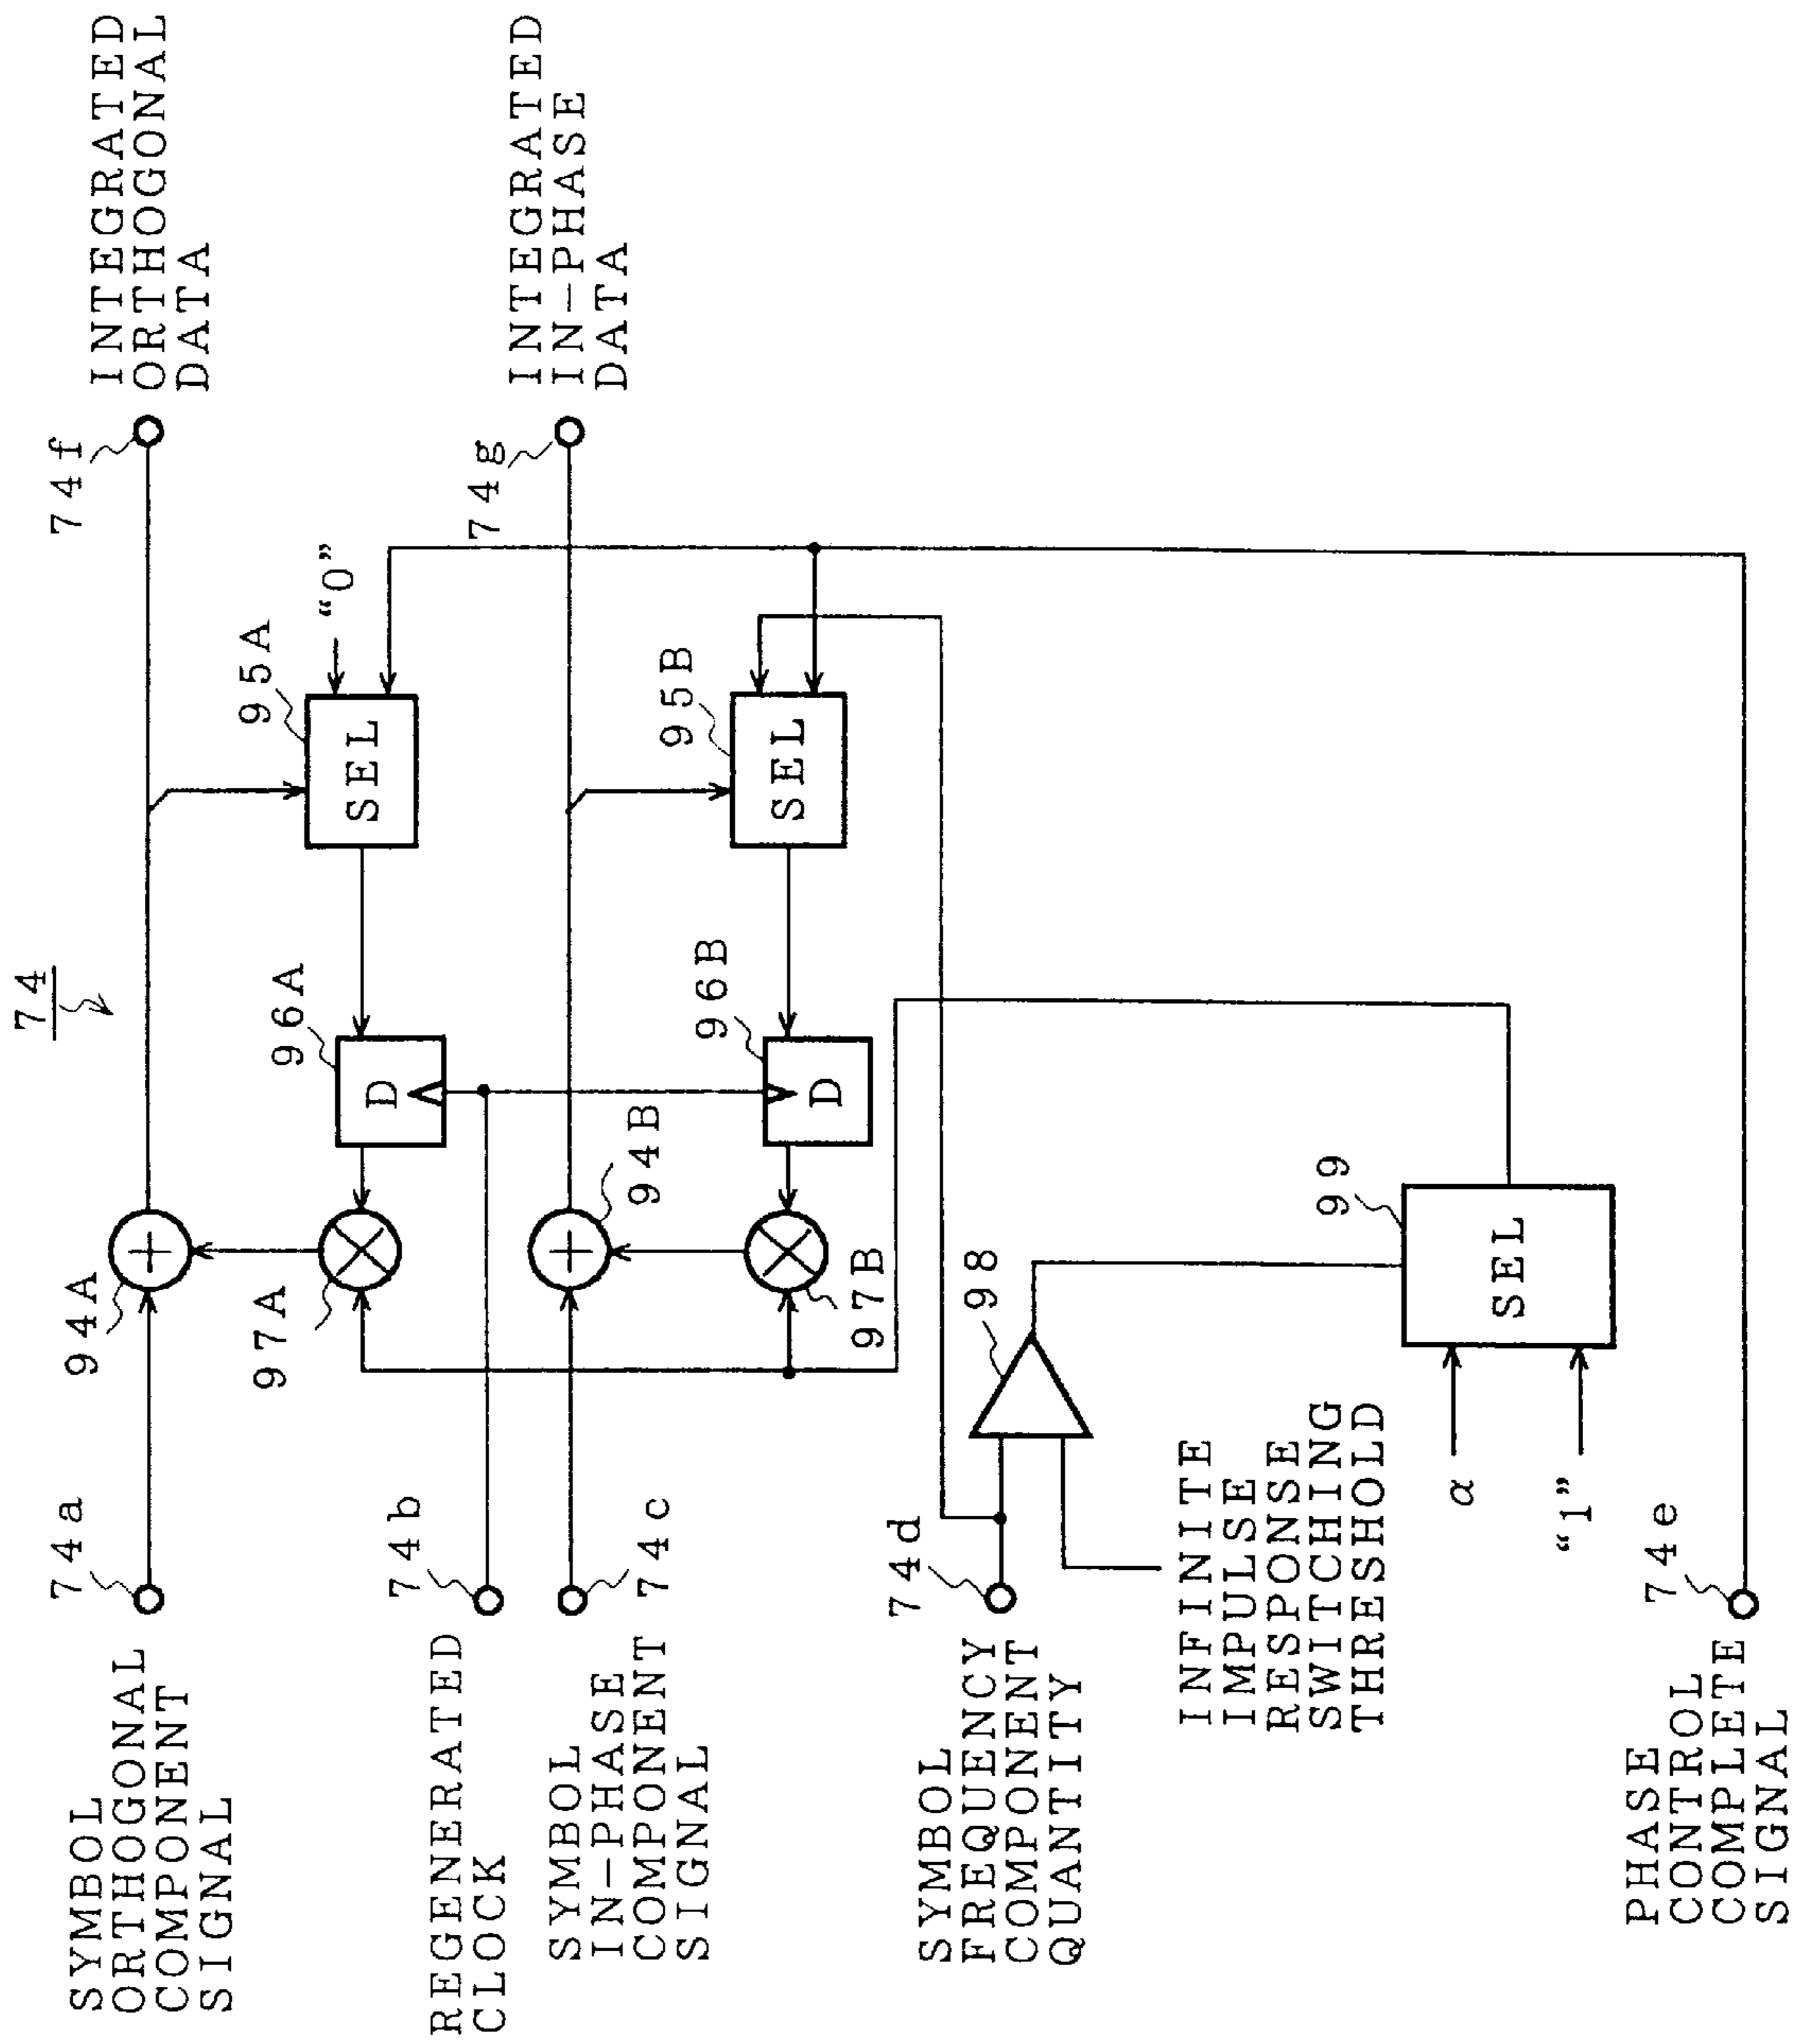 74
SYMBOL
ORTHOGONAL
COMPONENT
SIGNAL
74a
94A
74f
INTEGRATED
ORTHOGONAL
DATA
97A
96A
D
95A
SEL
“0”
REGENERATED
CLOCK
74b
SYMBOL
IN-PHASE
COMPONENT
SIGNAL
74c
94B
74g
INTEGRATED
IN-PHASE
DATA
97B
96B
D
95B
SEL
SYMBOL
FREQUENCY
COMPONENT
QUANTITY
74d
98
INFINITE
IMPULSE
RESPONSE
SWITCHING
THRESHOLD
99
SEL
α
“1”
PHASE
CONTROL
COMPLETE
SIGNAL
74e